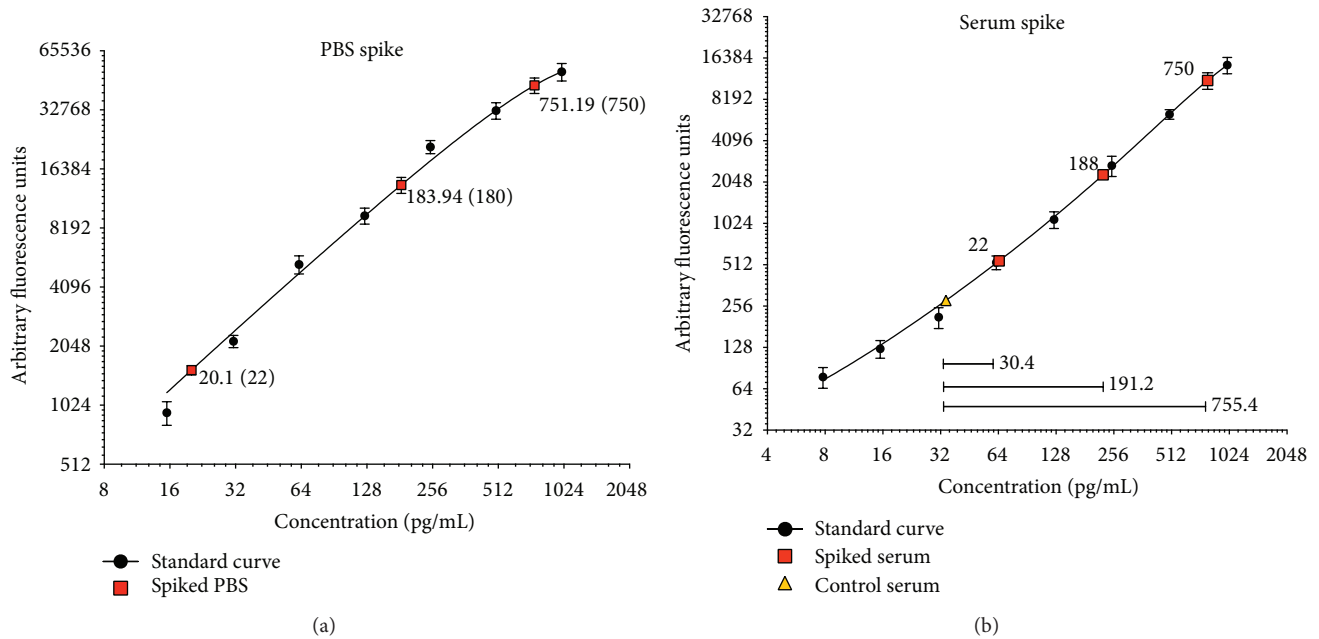 PBS spike
Arbitrary fluorescence units
65536
32768
16384
8192
4096
2048
1024
512
751.19 (750)
183.94 (180)
20.1 (22)
8 16 32 64 128 256 512 1024 2048
Concentration (pg/mL)
Standard curve
Spiked PBS
(a)
Serum spike
Arbitrary fluorescence units
32768
16384
8192
4096
2048
1024
512
256
128
64
32
750
188
22
30.4
191.2
755.4
4 8 16 32 64 128 256 512 1024 2048
Concentration (pg/mL)
Standard curve
Spiked serum
Control serum
(b)